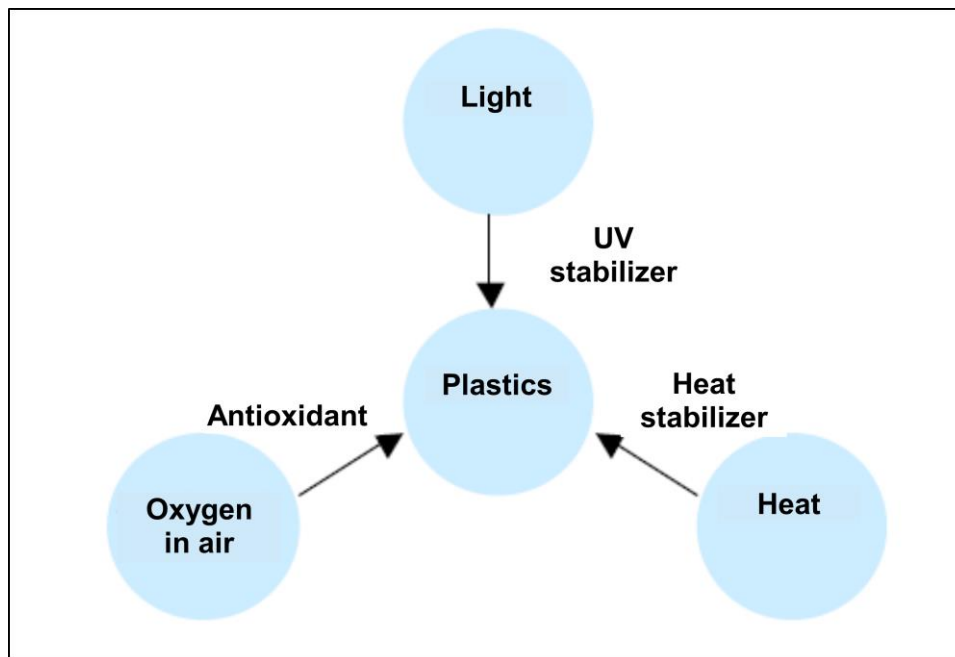 Light
UV
stabilizer
Plastics
Heat
stabilizer
Antioxidant
Oxygen
in air
Heat